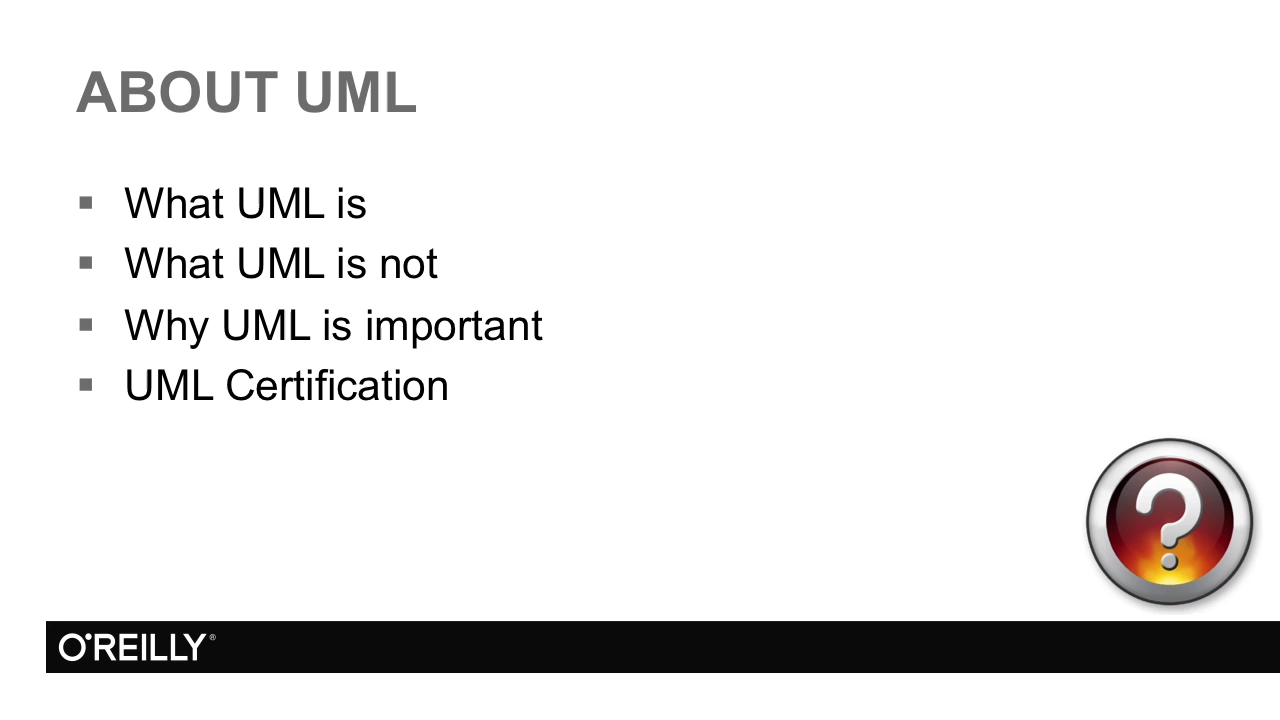 ABOUT UML
▪ What UML is
▪ What UML is not
▪ Why UML is important
▪ UML Certification
?
O'REILLY®